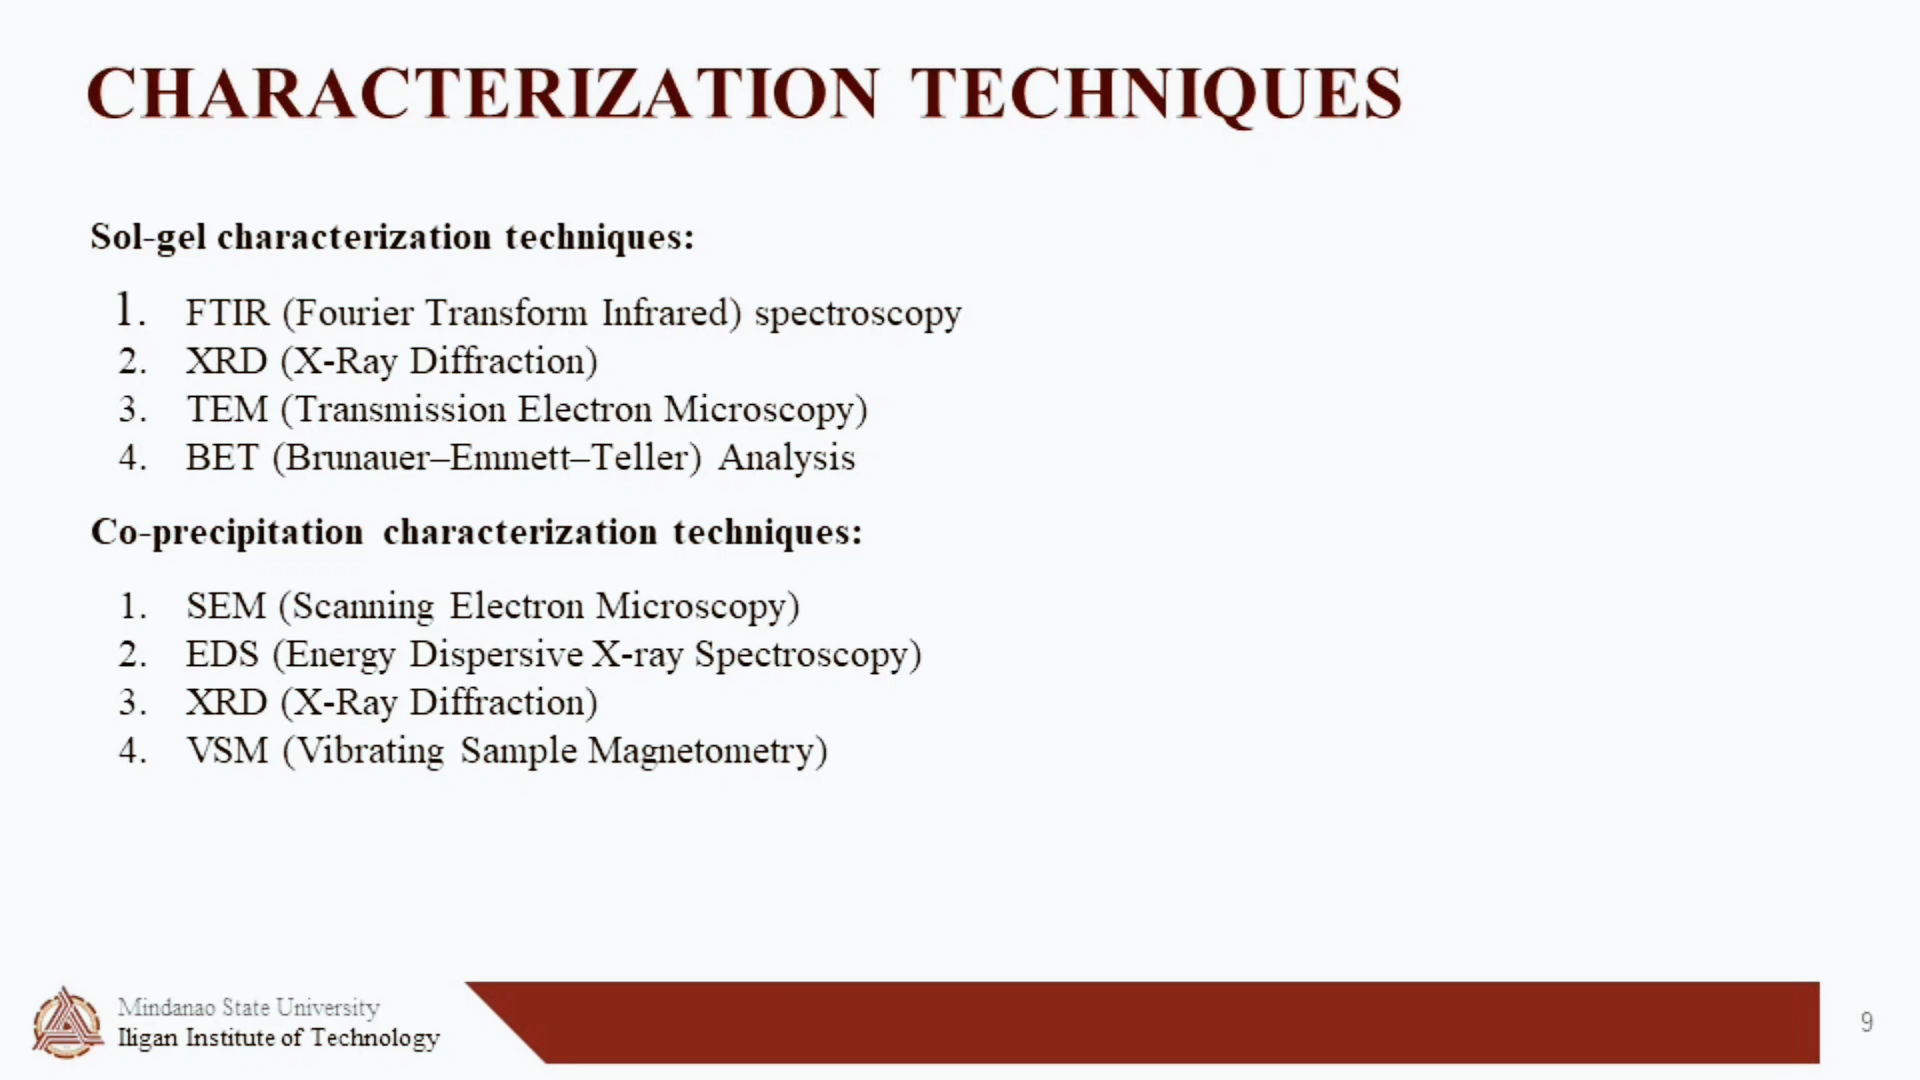 CHARACTERIZATION TECHNIQUES
Sol-gel characterization techniques:
1. FTIR (Fourier Transform Infrared) spectroscopy
2. XRD (X-Ray Diffraction)
3. TEM (Transmission Electron Microscopy)
4. BET (Brunauer–Emmett–Teller) Analysis
Co-precipitation characterization techniques:
1. SEM (Scanning Electron Microscopy)
2. EDS (Energy Dispersive X-ray Spectroscopy)
3. XRD (X-Ray Diffraction)
4. VSM (Vibrating Sample Magnetometry)
Mindanao State University
Iligan Institute of Technology
9